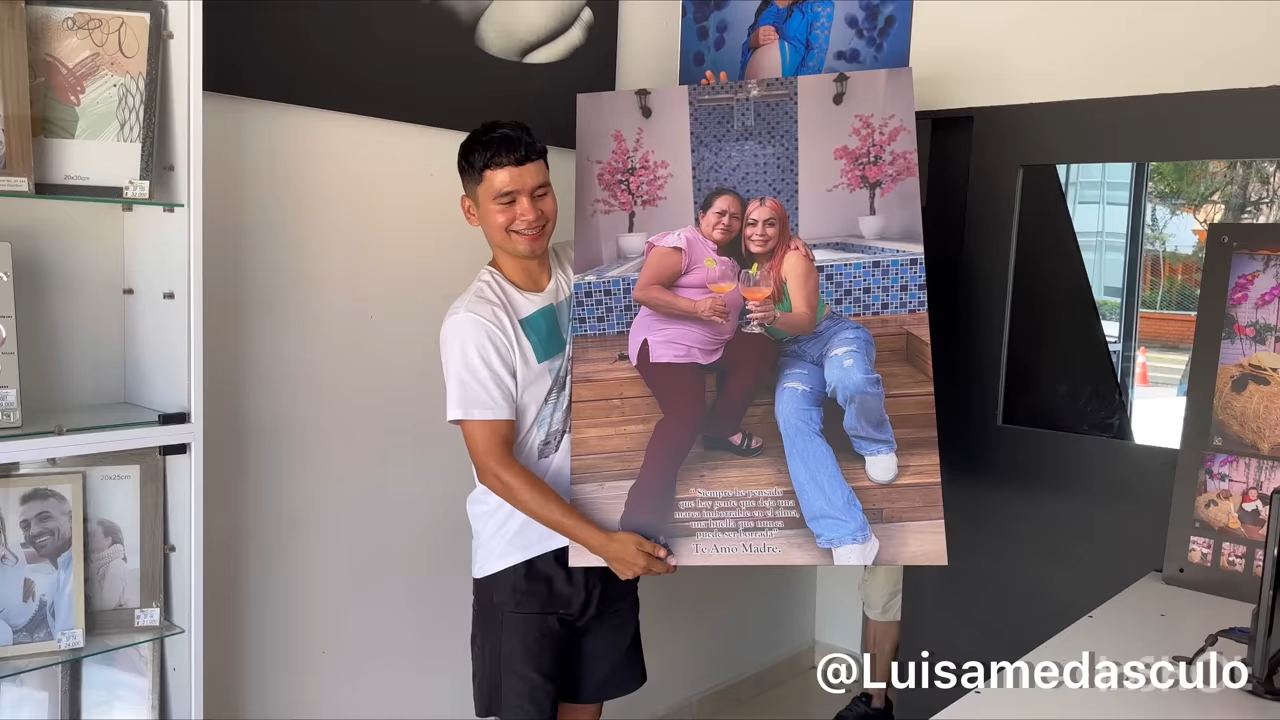 20x30cm
20x25cm
" Siempre he pensado
que hay gente que deja una
marca imborrable en el alma,
una huella que nunca
puede ser borrada"
Te Amo Madre.
@Luisamedasculo